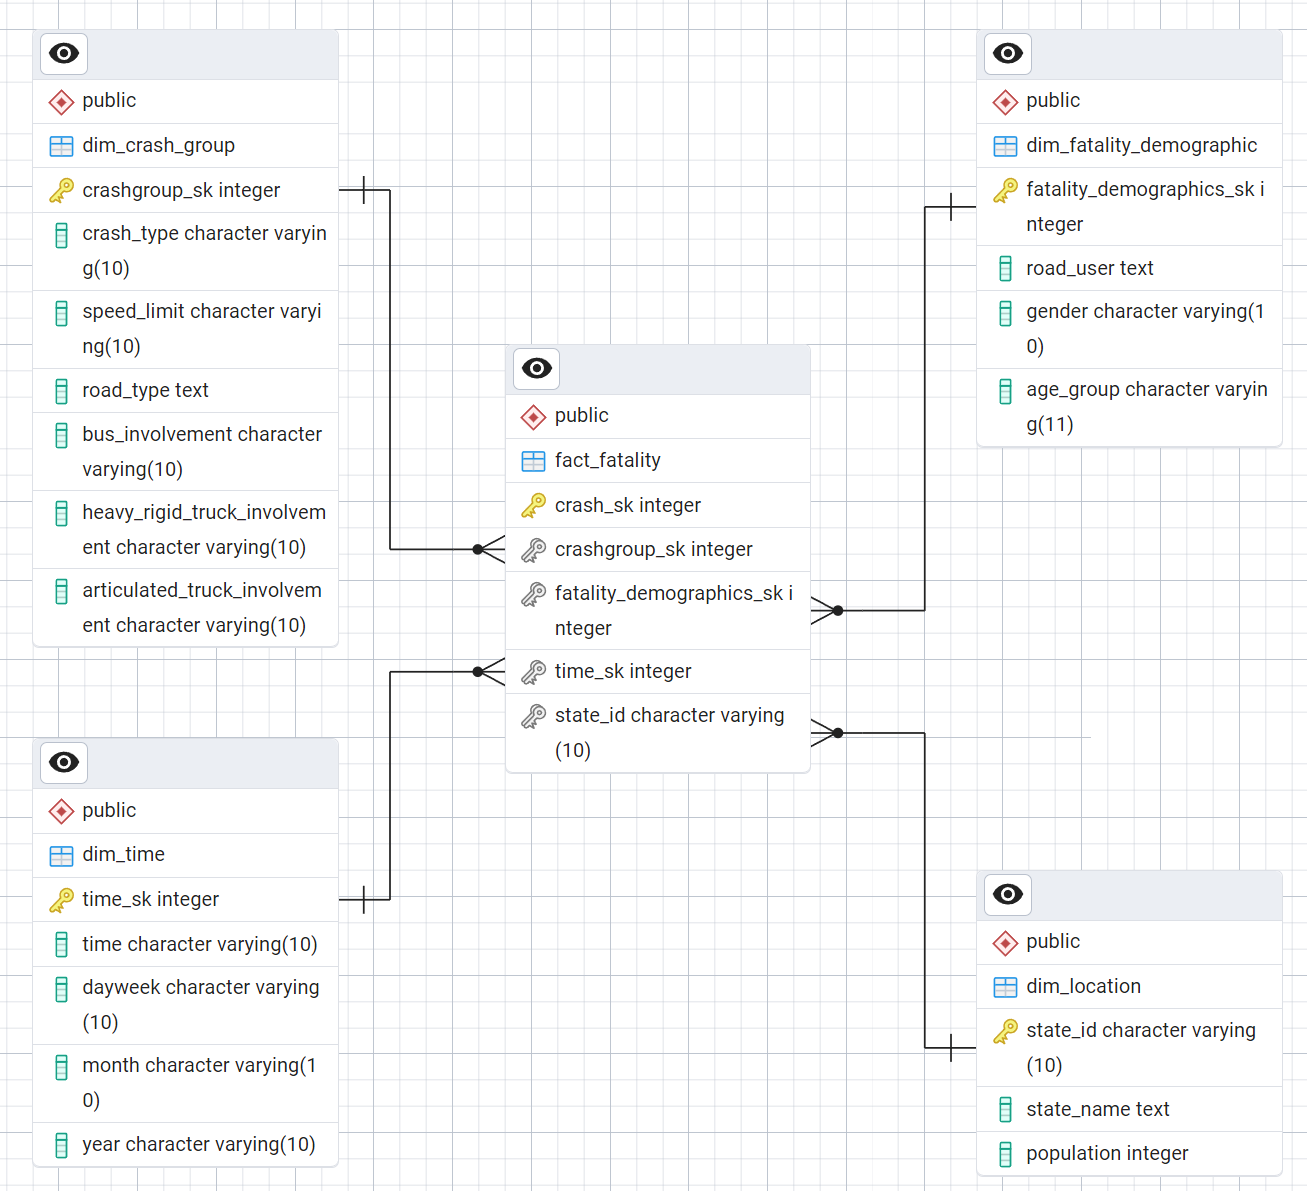 public
dim_crash_group
crashgroup_sk integer
crash_type character varyin
g(10)
speed_limit character varyi
ng(10)
road_type text
bus_involvement character
varying(10)
heavy_rigid_truck_involvem
ent character varying(10)
articulated_truck_involvem
ent character varying(10)
public
dim_time
time_sk integer
time character varying(10)
dayweek character varying
(10)
month character varying(1
0)
year character varying(10)
public
fact_fatality
crash_sk integer
crashgroup_sk integer
fatality_demographics_sk i
nteger
time_sk integer
state_id character varying
(10)
public
dim_fatality_demographic
fatality_demographics_sk i
nteger
road_user text
gender character varying(1
0)
age_group character varyin
g(11)
public
dim_location
state_id character varying
(10)
state_name text
population integer